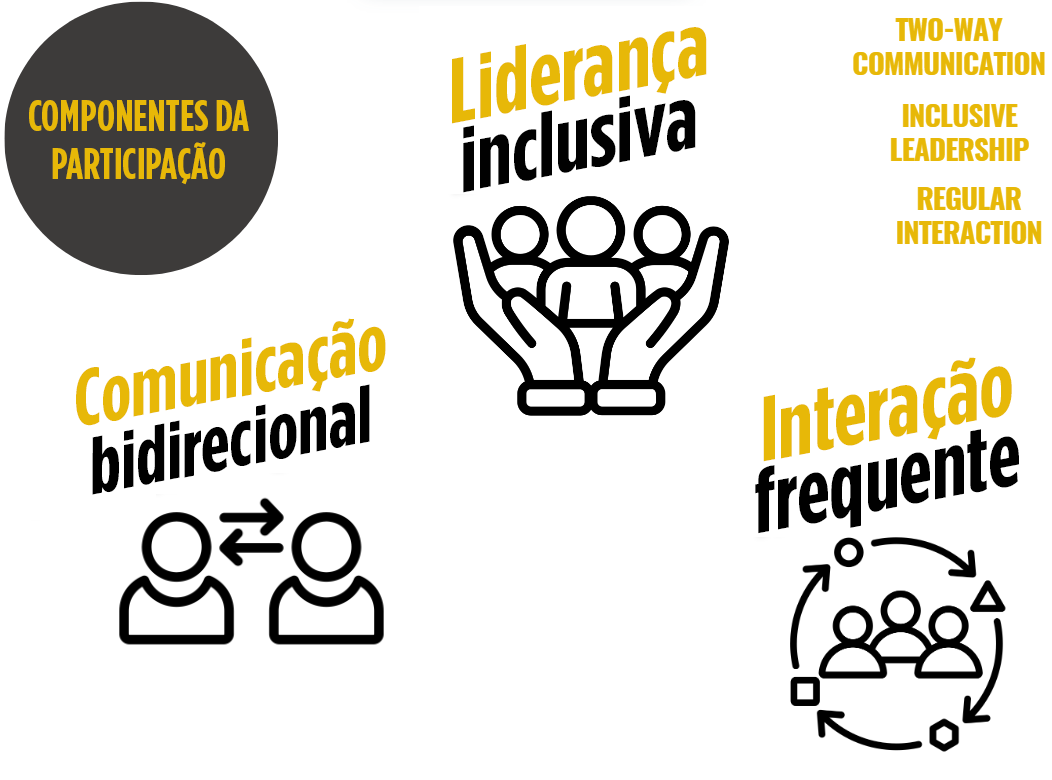 COMPONENTES DA
PARTICIPAÇÃO
Liderança
inclusiva
TWO-WAY
COMMUNICATION
INCLUSIVE
LEADERSHIP
REGULAR
INTERACTION
Comunicação
bidirecional
Interação
frequente